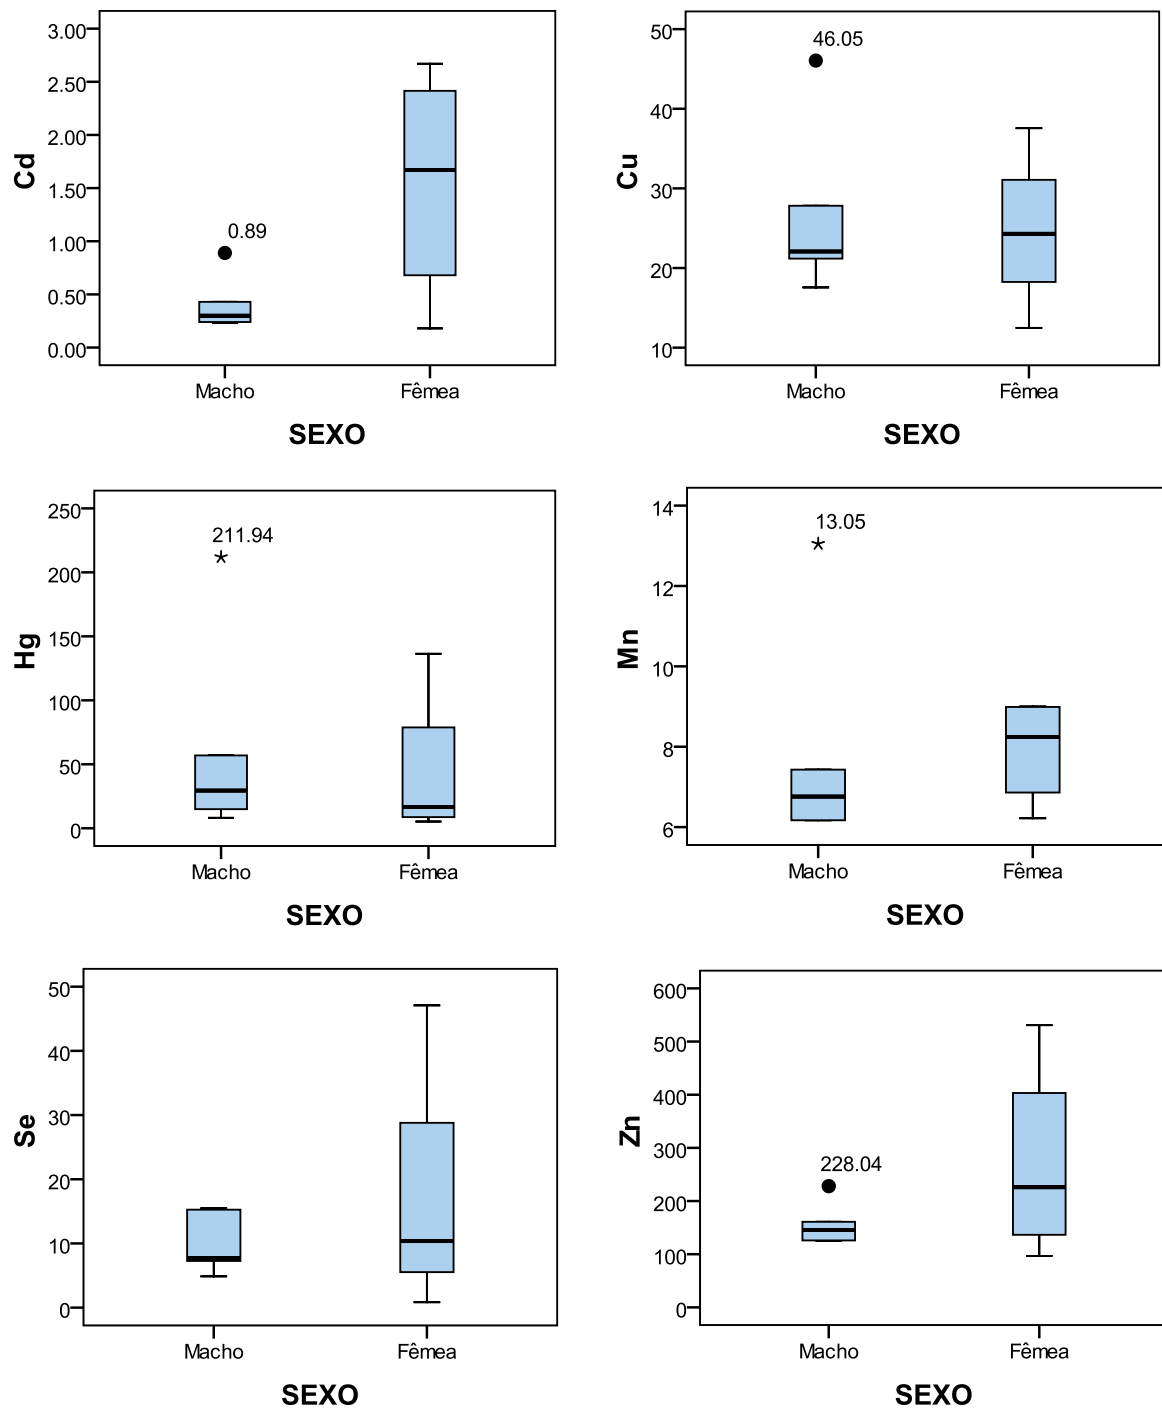 Cd
3.00
2.50
2.00
1.50
1.00
0.50
0.00
0.89
Macho
Fêmea
SEXO
Cu
50
40
30
20
10
46.05
Macho
Fêmea
SEXO
Hg
250
200
150
100
50
0
211.94
Macho
Fêmea
SEXO
Mn
14
12
10
8
6
13.05
Macho
Fêmea
SEXO
Se
50
40
30
20
10
0
Macho
Fêmea
SEXO
Zn
600
500
400
300
200
100
0
228.04
Macho
Fêmea
SEXO